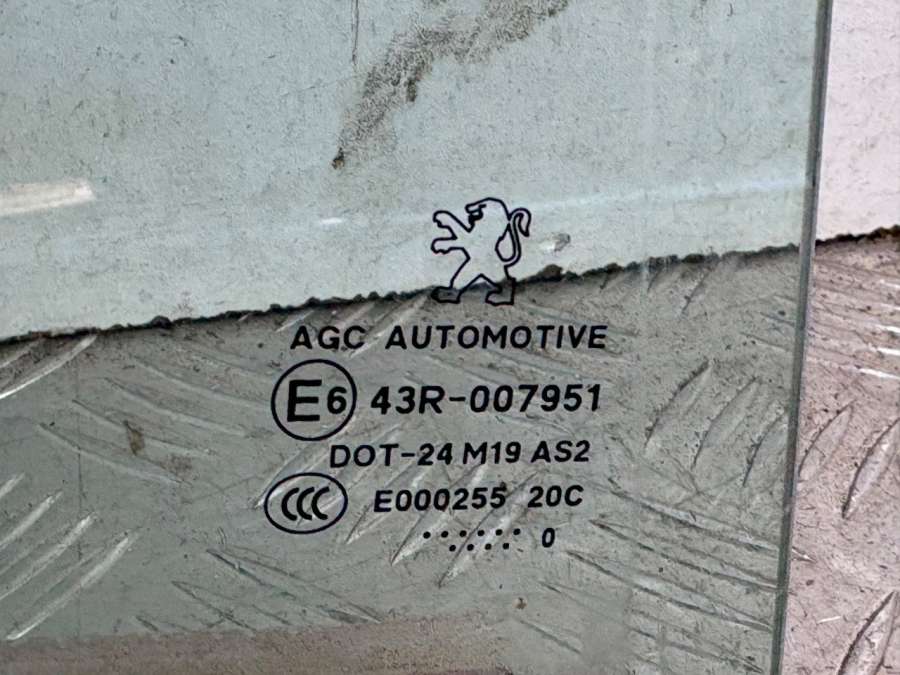 AGC AUTOMOTIVE
E6 43R-007951
DOT-24 M19 AS2
CCC E000255 20C
0